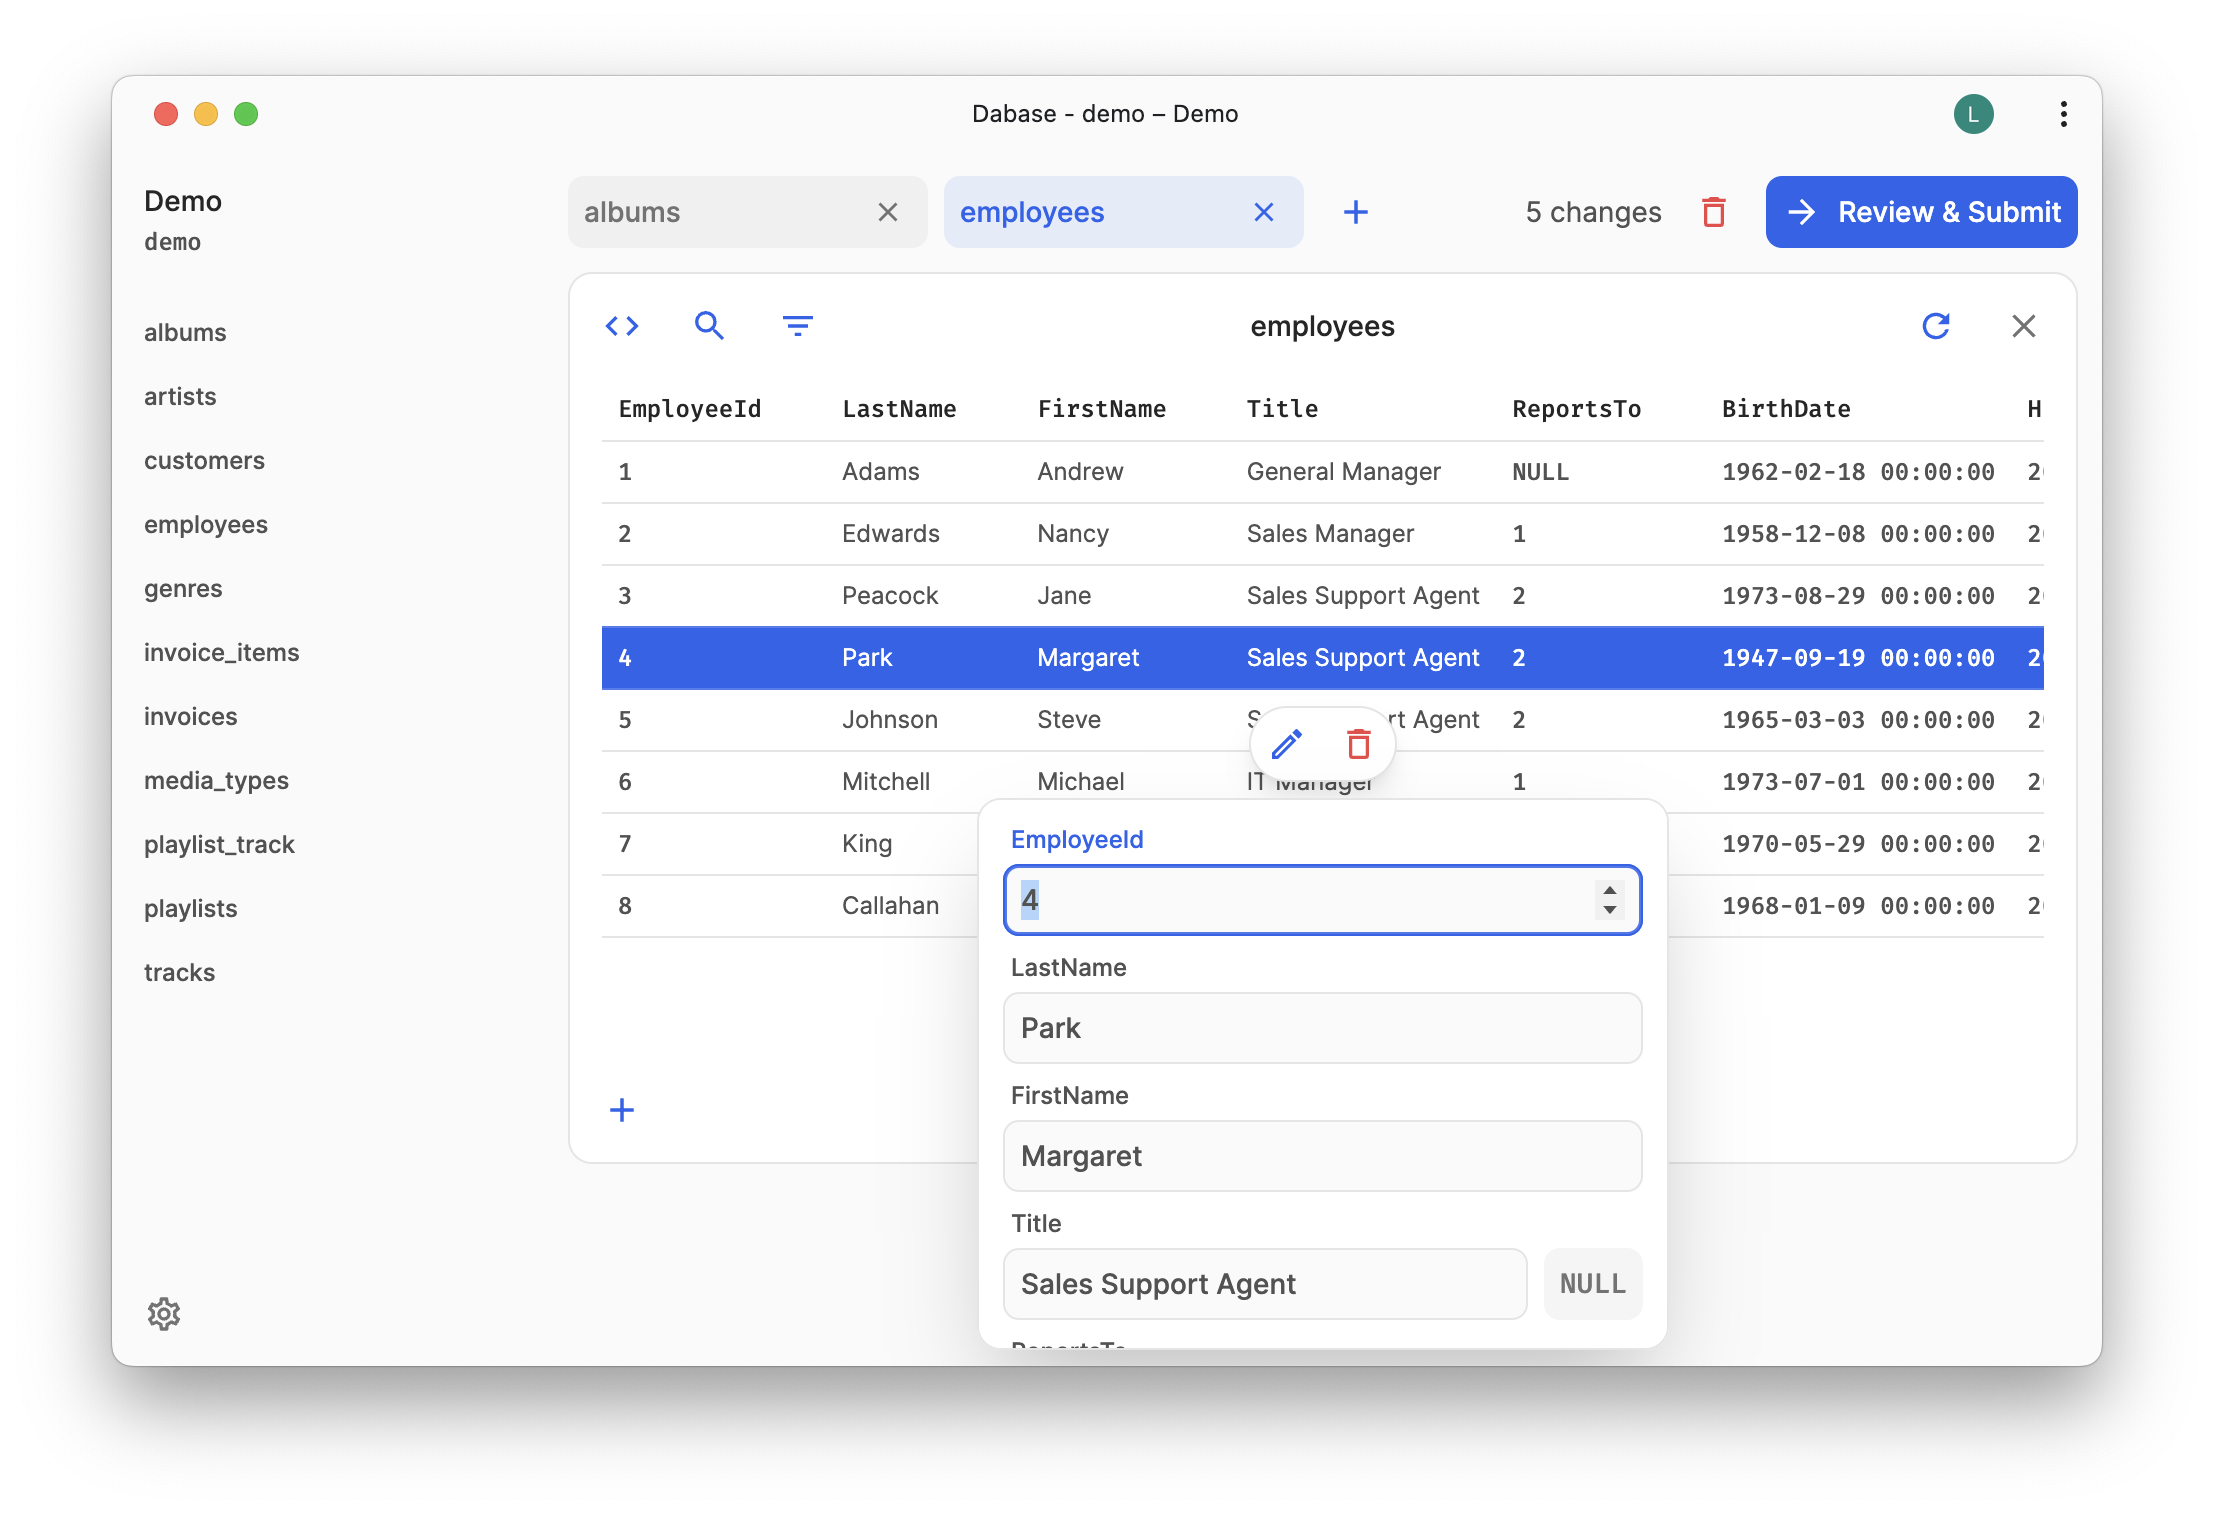 Dabase - demo – Demo
L
Demo
demo
albums
artists
customers
employees
genres
invoice_items
invoices
media_types
playlist_track
playlists
tracks
albums employees 5 changes Review & Submit
employees
EmployeeId LastName FirstName Title ReportsTo BirthDate H
1 Adams Andrew General Manager NULL 1962-02-18 00:00:00 2
2 Edwards Nancy Sales Manager 1 1958-12-08 00:00:00 2
3 Peacock Jane Sales Support Agent 2 1973-08-29 00:00:00 2
4 Park Margaret Sales Support Agent 2 1947-09-19 00:00:00 2
5 Johnson Steve Agent 2 1965-03-03 00:00:00 2
6 Mitchell Michael IT Manager 1 1973-07-01 00:00:00 2
7 King 1970-05-29 00:00:00 2
8 Callahan 1968-01-09 00:00:00 2
EmployeeId
4
LastName
Park
FirstName
Margaret
Title
Sales Support Agent NULL
ReportsTo